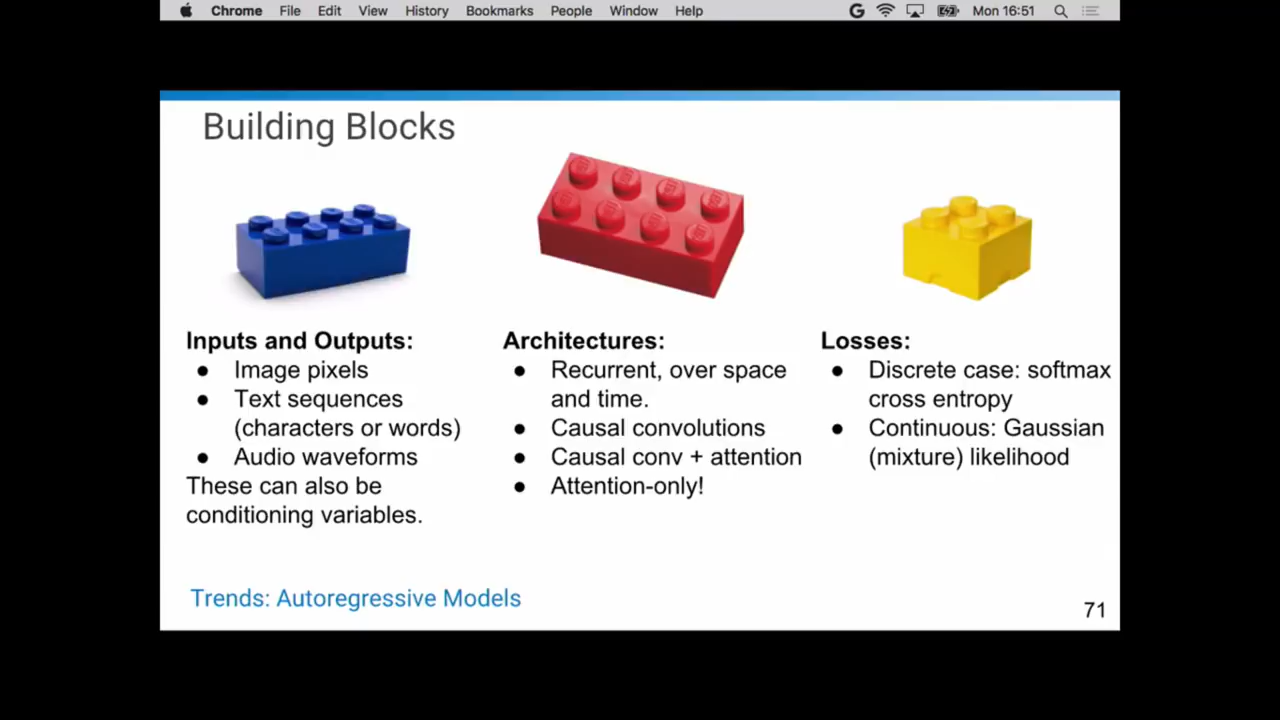 Chrome File Edit View History Bookmarks People Window Help Mon 16:51
Building Blocks
Inputs and Outputs:
● Image pixels
● Text sequences
(characters or words)
● Audio waveforms
These can also be
conditioning variables.
Architectures:
● Recurrent, over space
and time.
● Causal convolutions
● Causal conv + attention
● Attention-only!
Losses:
● Discrete case: softmax
cross entropy
● Continuous: Gaussian
(mixture) likelihood
Trends: Autoregressive Models
71